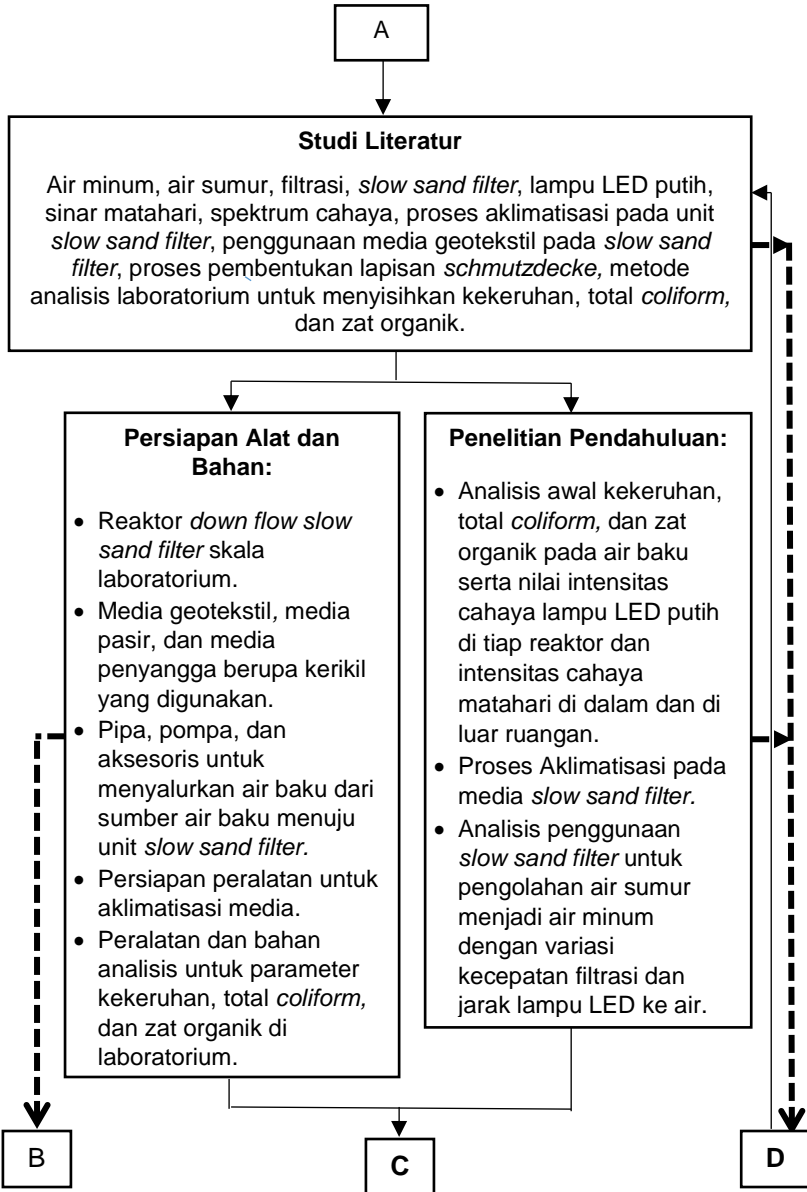 A
Studi Literatur
Air minum, air sumur, filtrasi, slow sand filter, lampu LED putih,
sinar matahari, spektrum cahaya, proses aklimatisasi pada unit
slow sand filter, penggunaan media geotekstil pada slow sand
filter, proses pembentukan lapisan schmutzdecke, metode
analisis laboratorium untuk menyisihkan kekeruhan, total coliform,
dan zat organik.
Persiapan Alat dan
Bahan:
• Reaktor down flow slow
sand filter skala
laboratorium.
• Media geotekstil, media
pasir, dan media
penyangga berupa kerikil
yang digunakan.
• Pipa, pompa, dan
aksesoris untuk
menyalurkan air baku dari
sumber air baku menuju
unit slow sand filter.
• Persiapan peralatan untuk
aklimatisasi media.
• Peralatan dan bahan
analisis untuk parameter
kekeruhan, total coliform,
dan zat organik di
laboratorium.
Penelitian Pendahuluan:
• Analisis awal kekeruhan,
total coliform, dan zat
organik pada air baku
serta nilai intensitas
cahaya lampu LED putih
di tiap reaktor dan
intensitas cahaya
matahari di dalam dan di
luar ruangan.
• Proses Aklimatisasi pada
media slow sand filter.
• Analisis penggunaan
slow sand filter untuk
pengolahan air sumur
menjadi air minum
dengan variasi
kecepatan filtrasi dan
jarak lampu LED ke air.
B
C
D